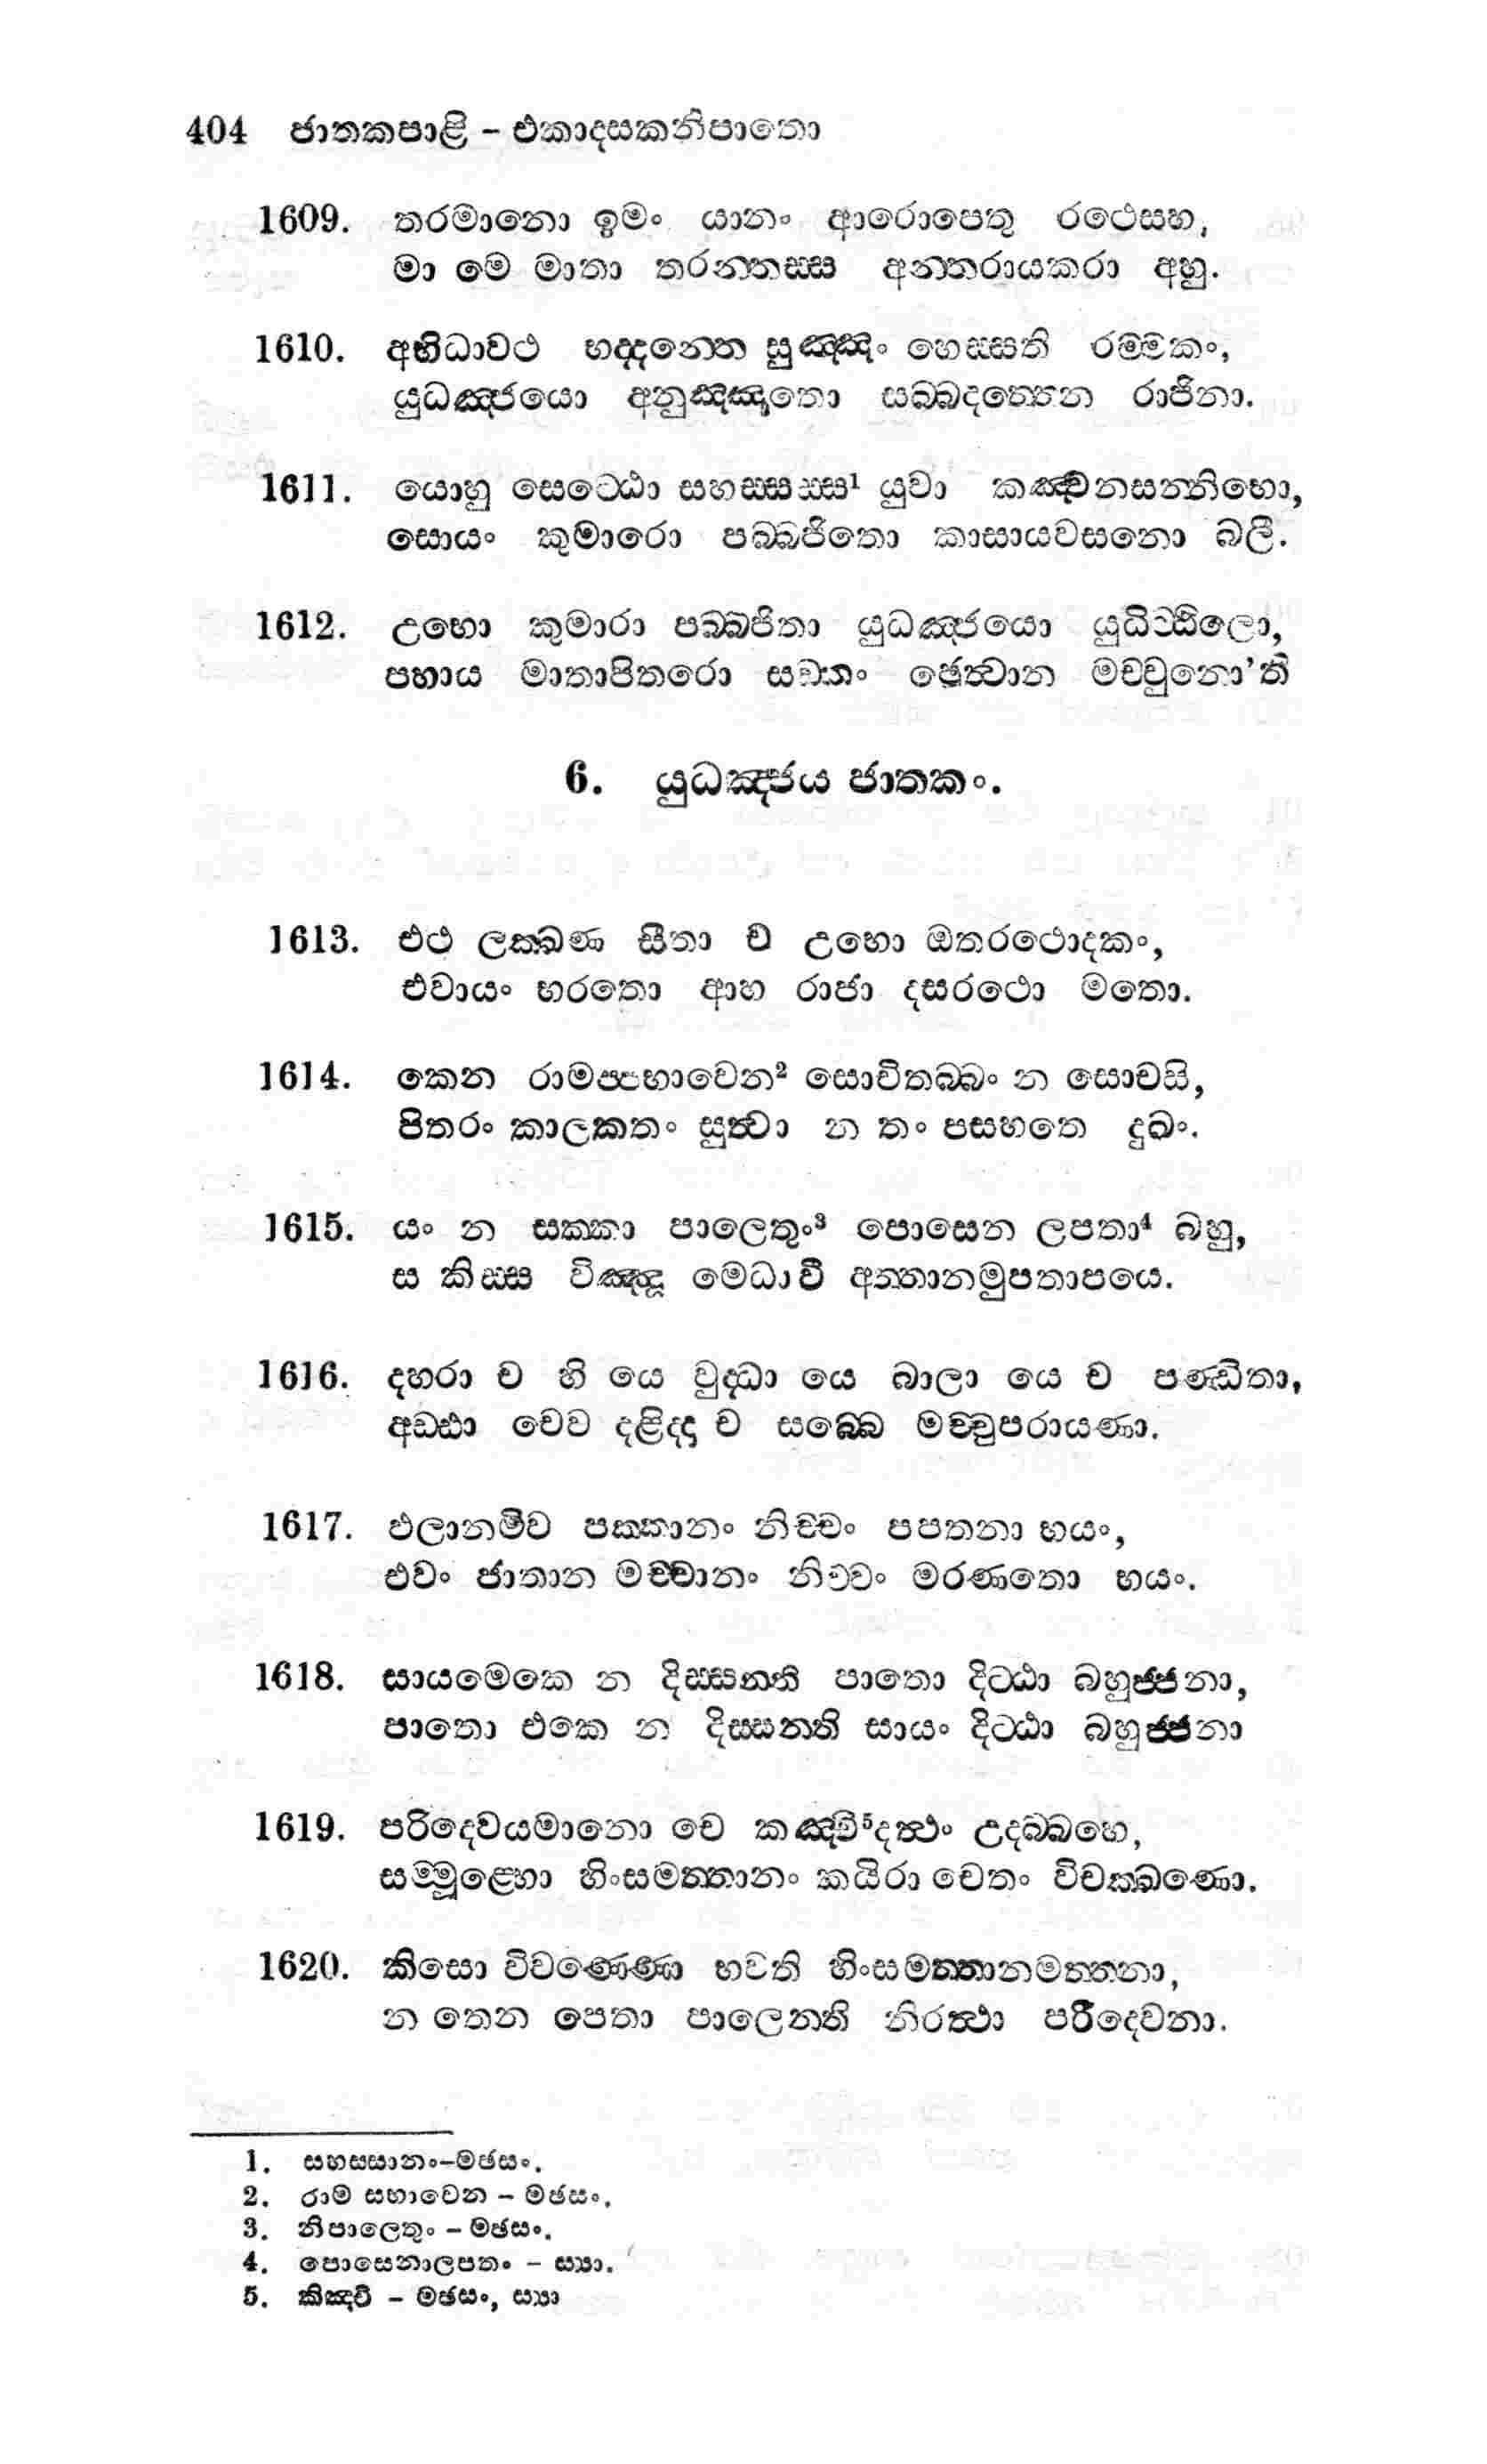 404 ජාතකපාළි - එකාදසකනිපාතො
1609. තරමානො ඉමං යානං ආරොපෙතු රථෙසහ,
මා මෙ මාතා තරන්තස්ස අන්තරායකරා අහු.
1610. අභිධාවථ භද්දන්තෙ සුඤ්ඤං හෙස්සති රම්මකං,
යුධඤ්ජයො අනුඤ්ඤාතො සබ්බදත්තෙන රාජිනා.
1611. යොහු සෙට්ඨො සහස්සස්ස¹ යුවා කඤ්චනසන්නිභො,
සොයං කුමාරො පබ්බජිතො කාසායවසනො බලී.
1612. උභො කුමාරා පබ්බජිතා යුධඤ්ජයො යුධිට්ඨිලො,
පහාය මාතාපිතරො සඞ්ගං ඡෙත්වාන මච්චුනො'ති
6. යුධඤ්ජය ජාතකං.
1613. එථ ලක්ඛණ සීතා ච උභො ඔතරථොදකං,
එවායං භරතො ආහ රාජා දසරථො මතො.
1614. කෙන රාමප්පභාවෙන² සොචිතබ්බං න සොචසි,
පිතරං කාලකතං සුත්වා න තං පසහතෙ දුඛං.
1615. යං න සක්කා පාලෙතුං³ පොසෙන ලපතා⁴ බහු,
ස කිස්ස විඤ්ඤූ මෙධාවී අත්තානමුපතාපයෙ.
1616. දහරා ච හි යෙ වුද්ධා යෙ බාලා යෙ ච පණ්ඩිතා,
අඩ්ඪා චෙව දළිද්දා ච සබ්බෙ මච්චුපරායණා.
1617. ඵලානමිව පක්කානං නිච්චං පපතනා භයං,
එවං ජාතාන මච්චානං නිච්චං මරණතො භයං.
1618. සායමෙකෙ න දිස්සන්ති පාතො දිට්ඨා බහුජ්ජනා,
පාතො එකෙ න දිස්සන්ති සායං දිට්ඨා බහුජ්ජනා
1619. පරිදෙවයමානො චෙ කඤ්චි⁵දත්ථං උදබ්බහෙ,
සම්මූළ්හො හිංසමත්තානං කයිරා චෙතං විචක්ඛණො.
1620. කිසො විවණ්ණො භවති හිංසමත්තානමත්තනා,
න තෙන පෙතා පාලෙන්ති නිරත්ථා පරිදෙවනා.
1. සහස්සානං-මඡසං.
2. රාම සභාවෙන - මඡසං.
3. නිපාලෙතුං - මඡසං.
4. පොසෙනාලපතං - ස්‍යා.
5. කිඤ්චි - මඡසං, ස්‍යා